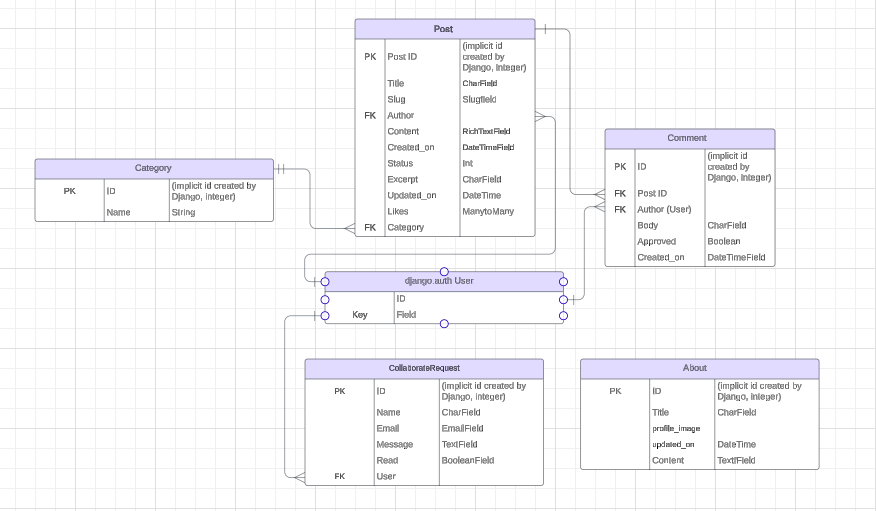 Post
PK Post ID (implicit id
created by
Django, Integer)
Title CharField
Slug Slugfield
FK Author
Content RichTextField
Created_on DateTimeField
Status Int
Excerpt CharField
Updated_on DateTime
Likes ManytoMany
FK Category
Comment
PK ID (implicit id
created by
Django, Integer)
FK Post ID
FK Author (User)
Body CharField
Approved Boolean
Created_on DateTimeField
Category
PK ID (implicit id created by
Django, Integer)
Name String
django.auth User
ID
Key Field
CollaborateRequest
PK ID (implicit id created by
Django, Integer)
Name CharField
Email EmailField
Message TextField
Read BooleanField
FK User
About
PK ID (implicit id created by
Django, Integer)
Title CharField
profile_image
updated_on DateTime
Content TextField